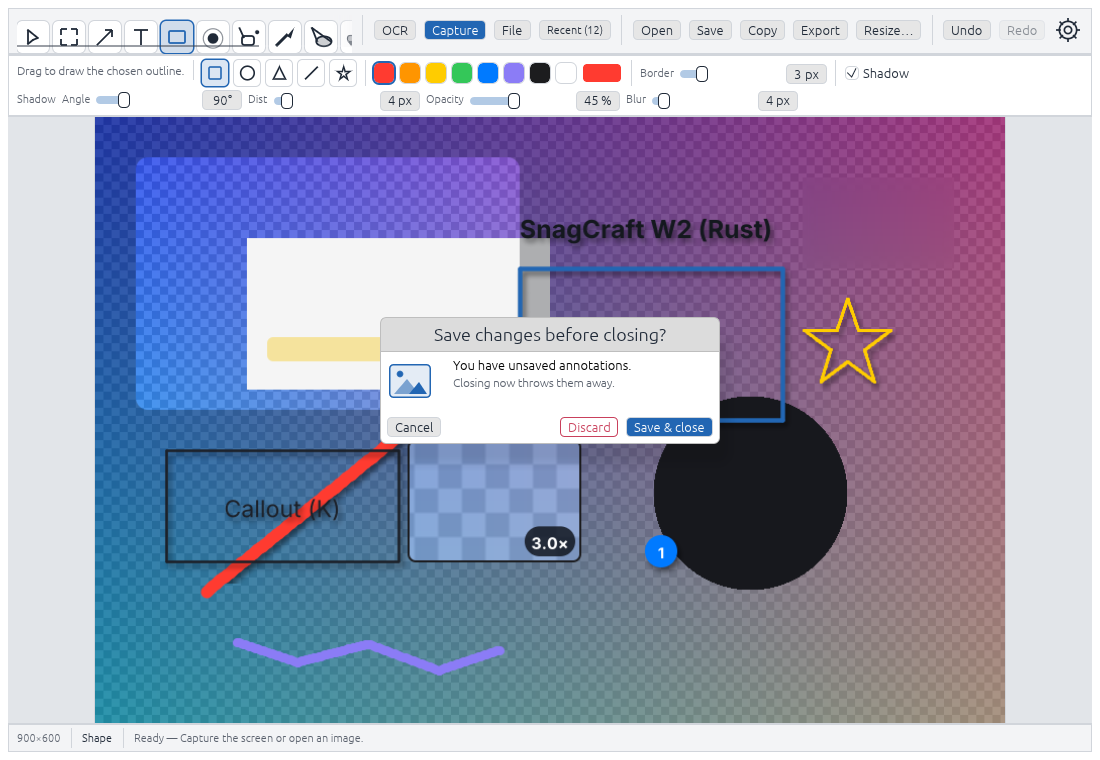 OCR Capture File Recent (12) Open Save Copy Export Resize… Undo Redo
Drag to draw the chosen outline. Border 3 px Shadow
Shadow Angle 90° Dist 4 px Opacity 45 % Blur 4 px
SnagCraft W2 (Rust)
Save changes before closing?
You have unsaved annotations.
Closing now throws them away.
Cancel Discard Save & close
Callout (K)
3.0×
1
900×600 Shape Ready — Capture the screen or open an image.